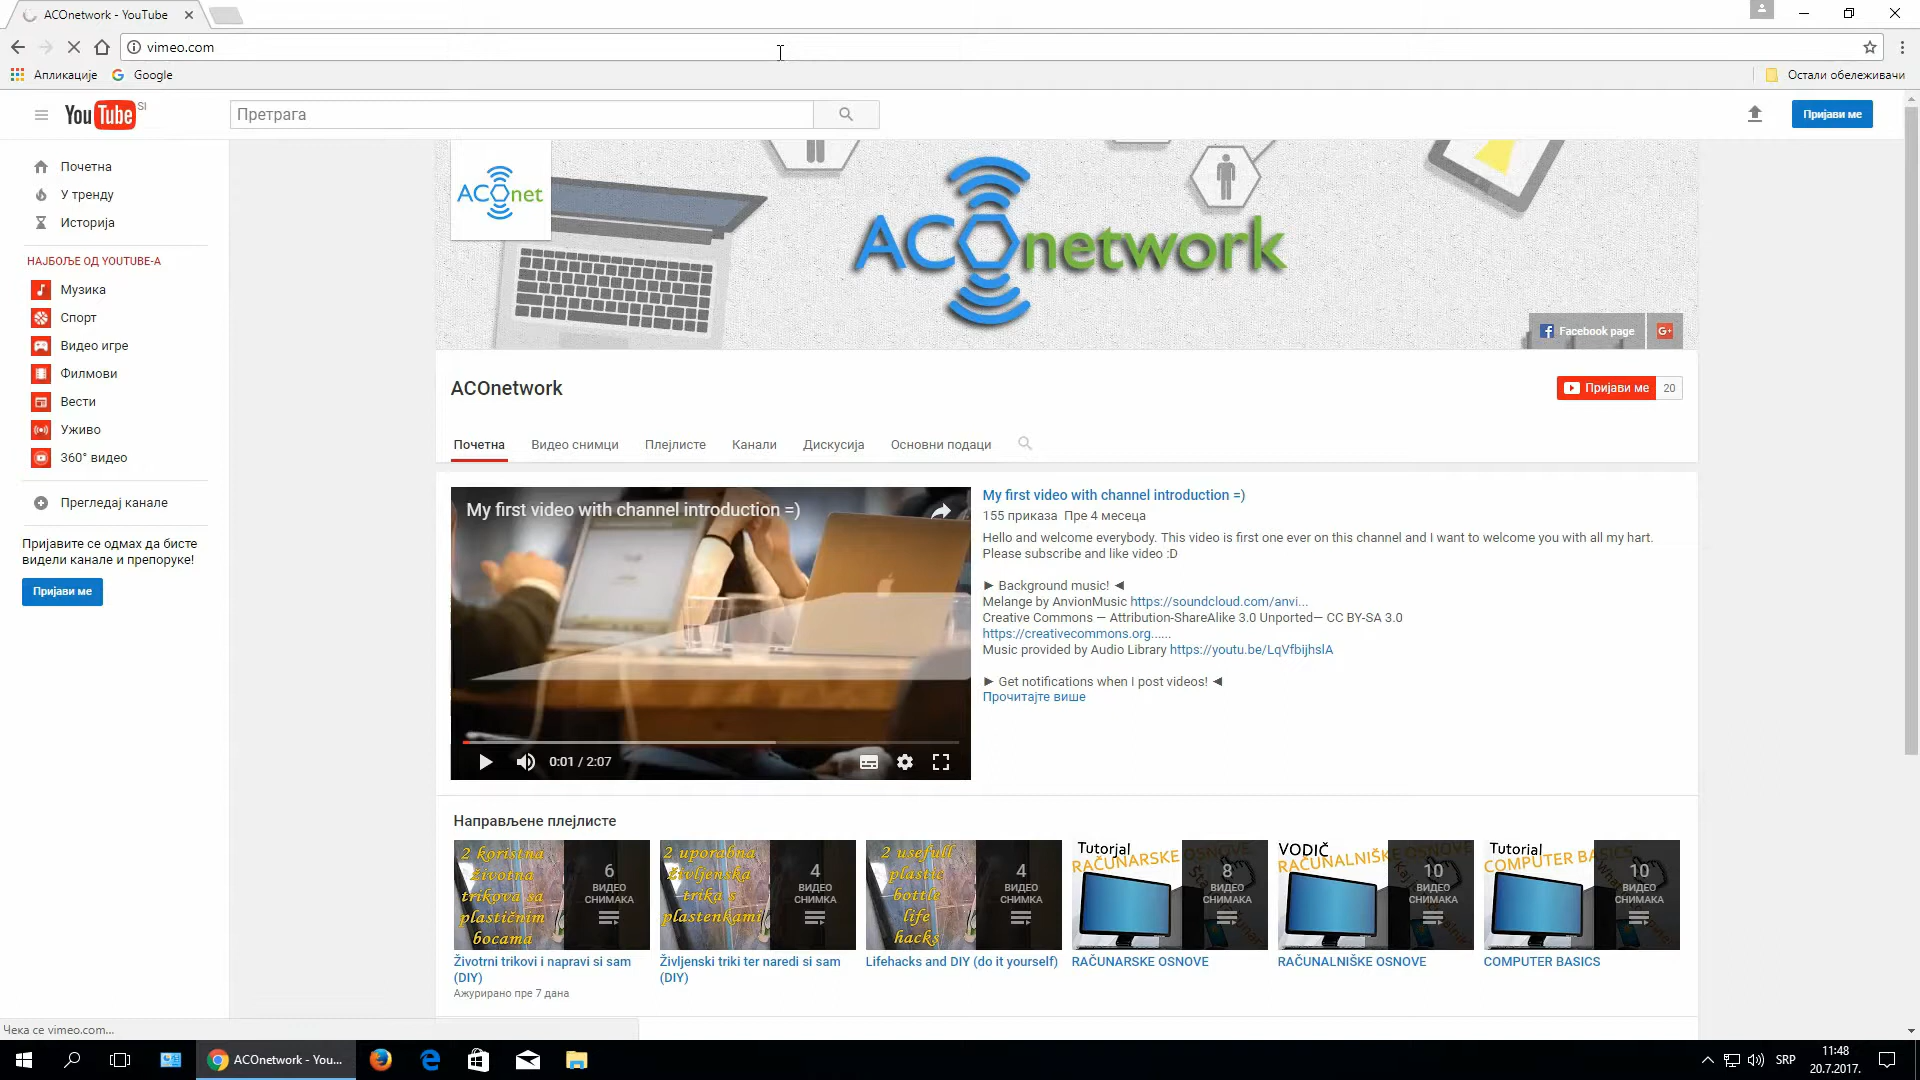 ACOnetwork - YouTube
vimeo.com
Апликације
Google
Остали обележивачи
YouTube SI
Претрага
Пријави ме
Почетна
У тренду
Историја
НАЈБОЉЕ ОД YOUTUBE-А
Музика
Спорт
Видео игре
Филмови
Вести
Уживо
360° видео
Прегледај канале
Пријавите се одмах да бисте
видели канале и препоруке!
Пријави ме
ACOnet
ACOnetwork
Facebook page
G+
ACOnetwork
Пријави ме 20
Почетна Видео снимци Плејлисте Канали Дискусија Основни подаци
My first video with channel introduction =)
0:01 / 2:07
My first video with channel introduction =)
155 приказа Пре 4 месеца
Hello and welcome everybody. This video is first one ever on this channel and I want to welcome you with all my hart.
Please subscribe and like video :D
► Background music! ◄
Melange by AnvionMusic https://soundcloud.com/anvi...
Creative Commons — Attribution-ShareAlike 3.0 Unported— CC BY-SA 3.0
https://creativecommons.org......
Music provided by Audio Library https://youtu.be/LqVfbijhslA
► Get notifications when I post videos! ◄
Прочитајте више
Направљене плејлисте
2 koristna
životna
trikova sa
plastičnim
bocama
6
ВИДЕО
СНИМАКА
Životrni trikovi i napravi si sam
(DIY)
Ажурирано пре 7 дана
2 uporabna
življenjska
trika s
plastenkami
4
ВИДЕО
СНИМКА
Življenjski triki ter naredi si sam
(DIY)
2 usefull
plastic
bottle
life
hacks
4
ВИДЕО
СНИМКА
Lifehacks and DIY (do it yourself)
Tutorjal
RAČUNARSKE OSNOVE
8
ВИДЕО
СНИМАКА
RAČUNARSKE OSNOVE
VODIČ
RAČUNALNIŠKE OSNOVE
10
ВИДЕО
СНИМАКА
RAČUNALNIŠKE OSNOVE
Tutorial
COMPUTER BASICS
10
ВИДЕО
СНИМАКА
COMPUTER BASICS
Чека се vimeo.com...
ACOnetwork - You...
SRP
11:48
20.7.2017.